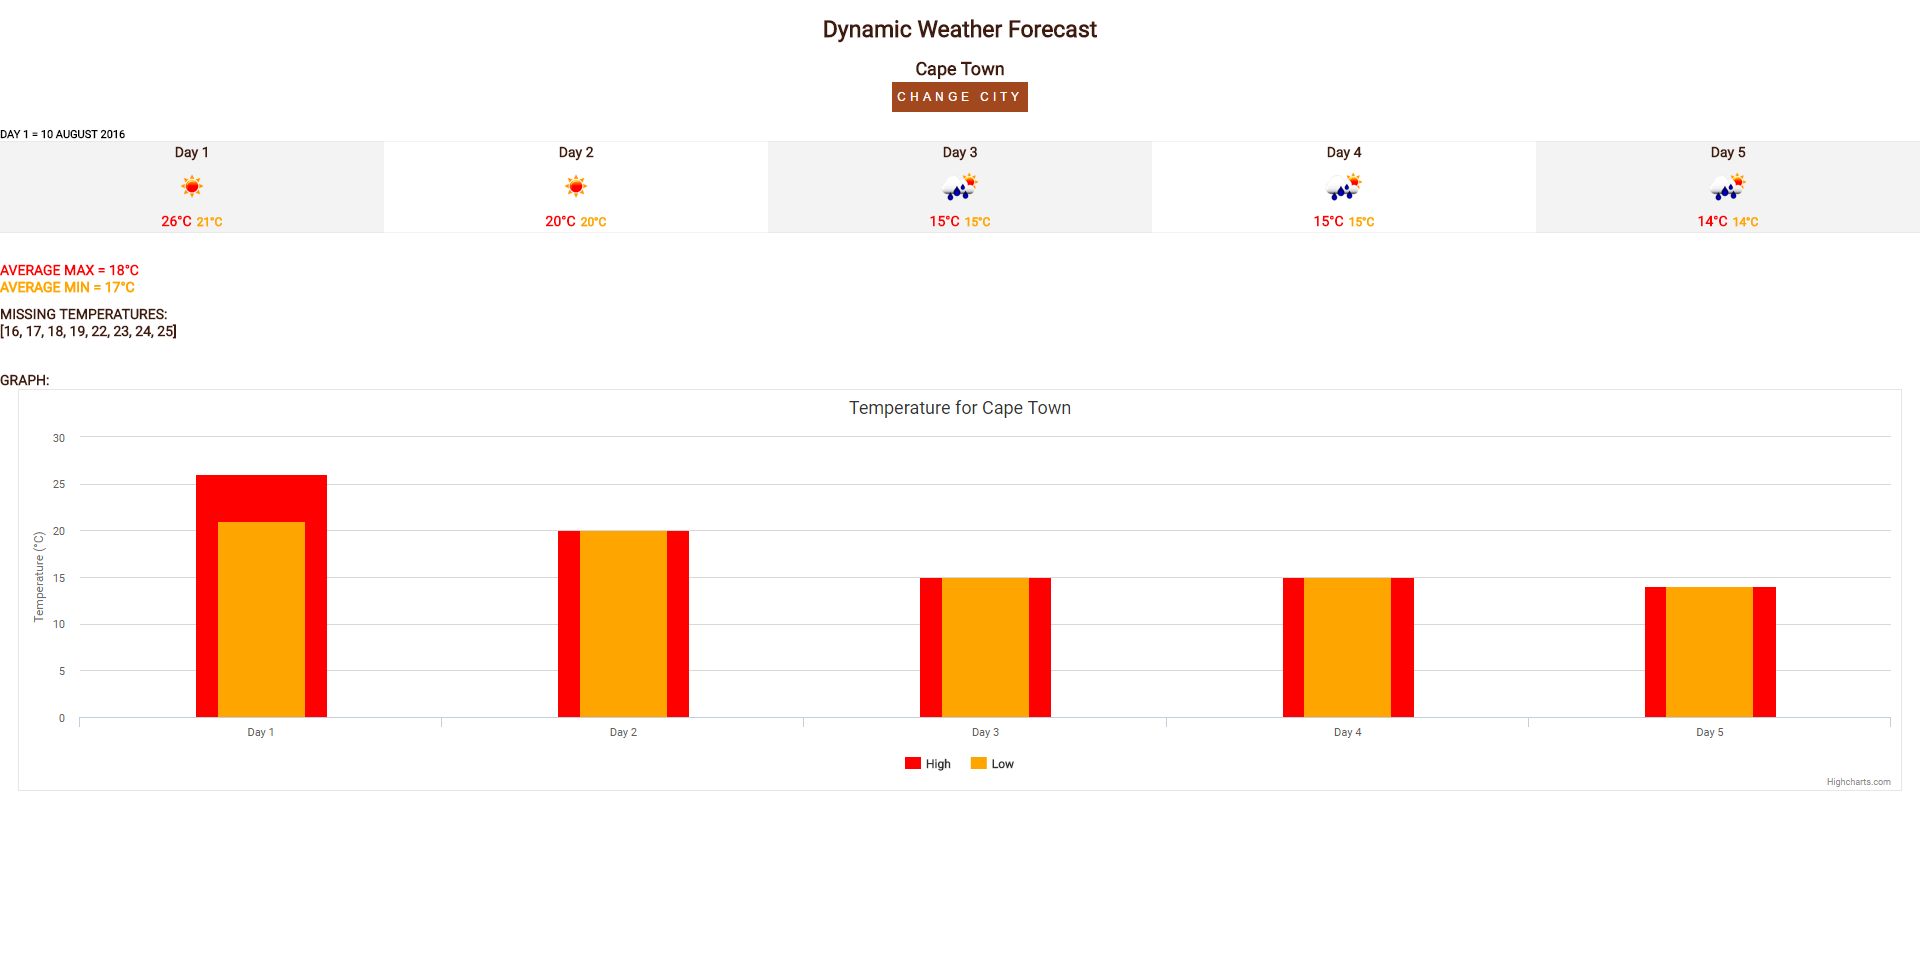 Dynamic Weather Forecast
Cape Town
CHANGE CITY
DAY 1 = 10 AUGUST 2016
Day 1 Day 2 Day 3 Day 4 Day 5
26°C 21°C 20°C 20°C 15°C 15°C 15°C 15°C 14°C 14°C
AVERAGE MAX = 18°C
AVERAGE MIN = 17°C
MISSING TEMPERATURES:
[16, 17, 18, 19, 22, 23, 24, 25]
GRAPH:
Temperature for Cape Town
Temperature (°C)
30
25
20
15
10
5
0
Day 1 Day 2 Day 3 Day 4 Day 5
High Low
Highcharts.com